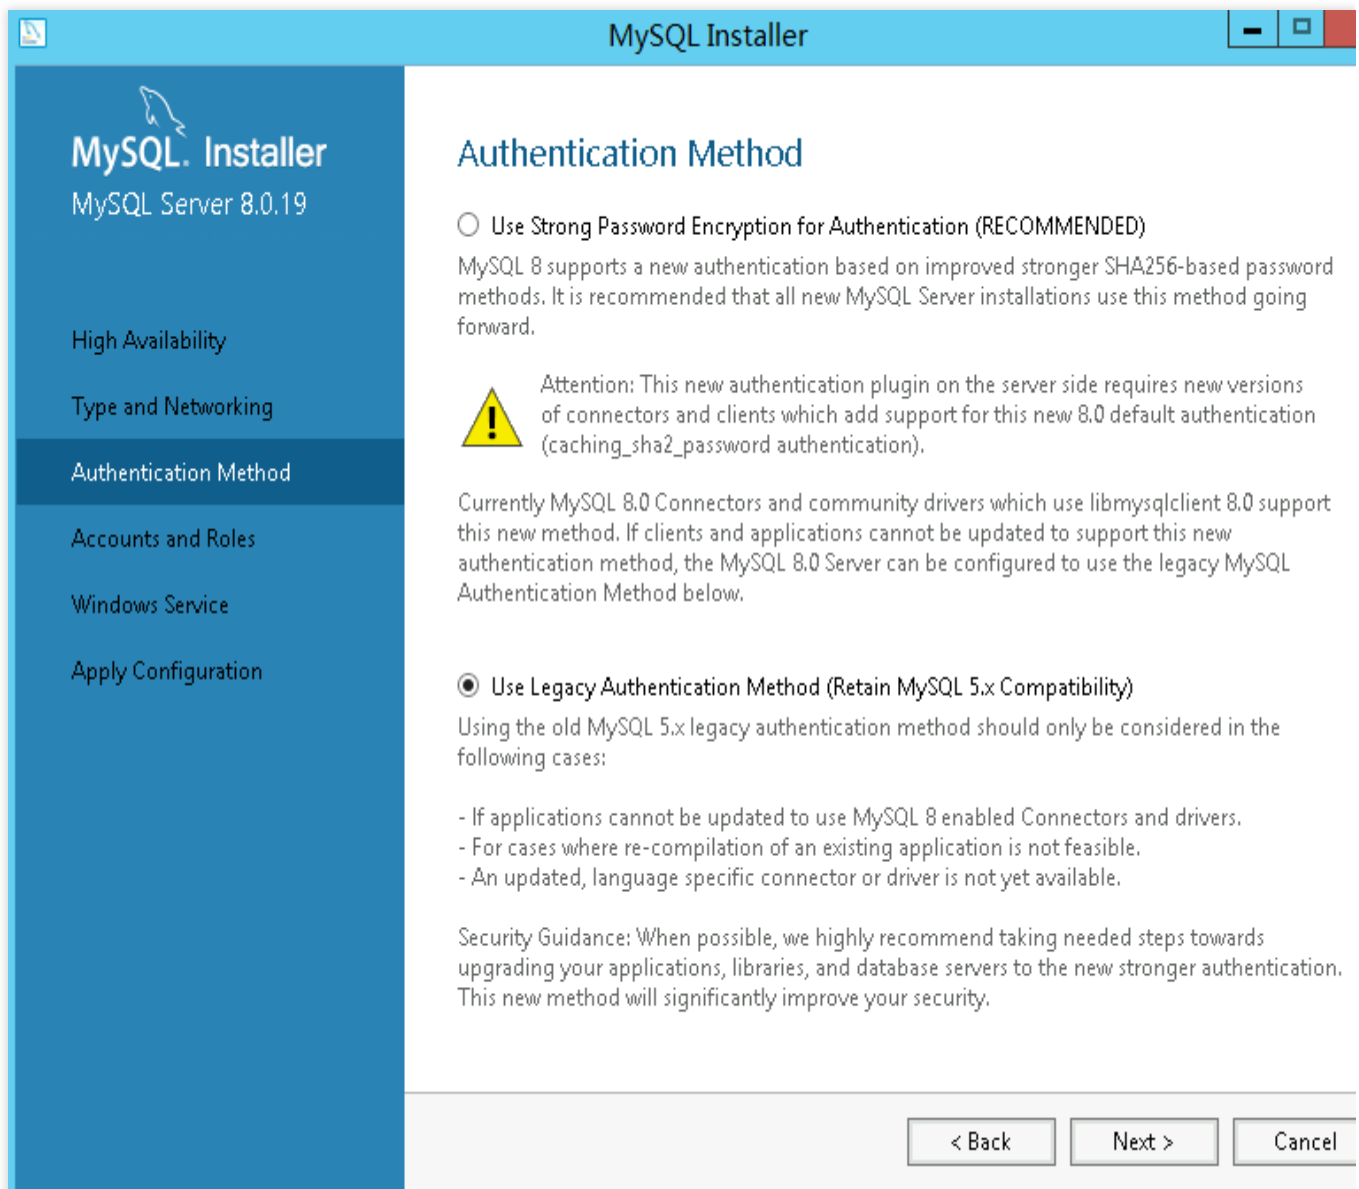 MySQL Installer
MySQL. Installer
MySQL Server 8.0.19
High Availability
Type and Networking
Authentication Method
Accounts and Roles
Windows Service
Apply Configuration
Authentication Method
Use Strong Password Encryption for Authentication (RECOMMENDED)
MySQL 8 supports a new authentication based on improved stronger SHA256-based password
methods. It is recommended that all new MySQL Server installations use this method going
forward.
Attention: This new authentication plugin on the server side requires new versions
of connectors and clients which add support for this new 8.0 default authentication
(caching_sha2_password authentication).
Currently MySQL 8.0 Connectors and community drivers which use libmysqlclient 8.0 support
this new method. If clients and applications cannot be updated to support this new
authentication method, the MySQL 8.0 Server can be configured to use the legacy MySQL
Authentication Method below.
Use Legacy Authentication Method (Retain MySQL 5.x Compatibility)
Using the old MySQL 5.x legacy authentication method should only be considered in the
following cases:
- If applications cannot be updated to use MySQL 8 enabled Connectors and drivers.
- For cases where re-compilation of an existing application is not feasible.
- An updated, language specific connector or driver is not yet available.
Security Guidance: When possible, we highly recommend taking needed steps towards
upgrading your applications, libraries, and database servers to the new stronger authentication.
This new method will significantly improve your security.
< Back
Next >
Cancel